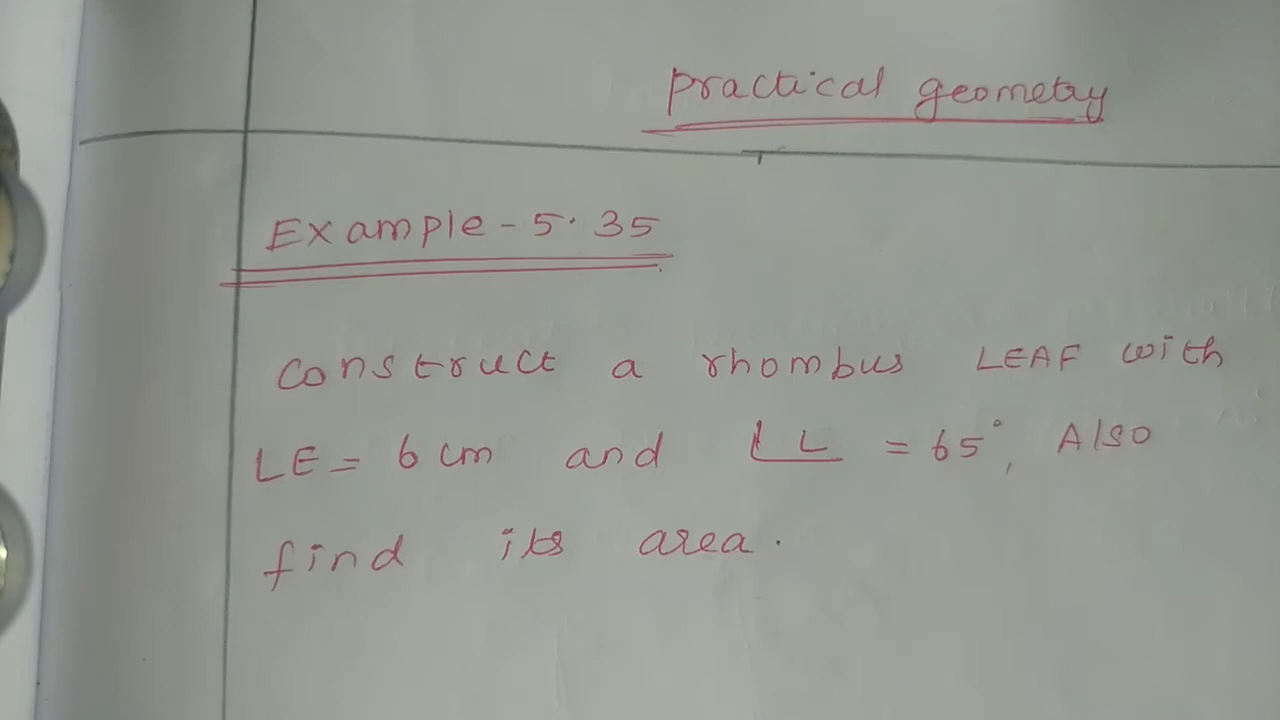 practical geometry
Example - 5.35
construct a rhombus LEAF with
LE = 6 cm and ∠L = 65°, Also
find its area.